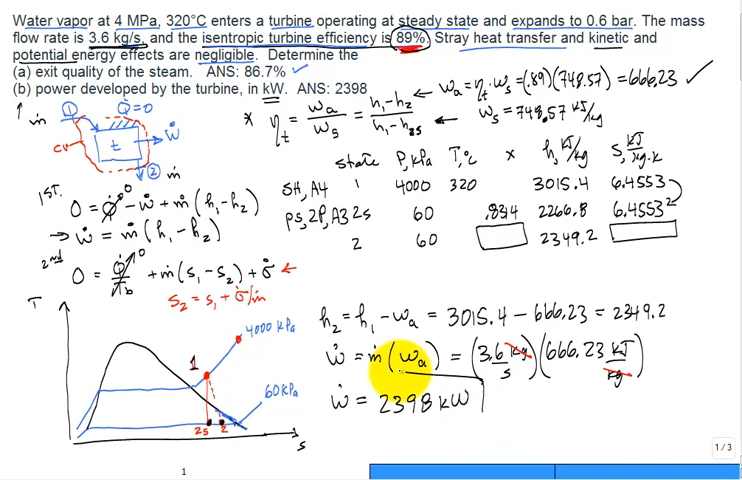 Water vapor at 4 MPa, 320°C enters a turbine operating at steady state and expands to 0.6 bar. The mass
flow rate is 3.6 kg/s, and the isentropic turbine efficiency is 89%. Stray heat transfer and kinetic and
potential energy effects are negligible. Determine the
(a) exit quality of the steam. ANS: 86.7% ✓
(b) power developed by the turbine, in kW. ANS: 2398
↑ ṁ
① Q̇=0
cv t → Ẇ
② ṁ
* ηt = wa/ws = (h1-h2)/(h1-h2s)
← wa = ηt·ws = (.89)(748.57) = 666.23 ✓
← ws = 748.57 kJ/kg
state P, kPa T, °C x h, kJ/kg s, kJ/kg·K
SH, A4 1 4000 320 3015.4 6.4553
ps, 2P, A3 2s 60 .8344 2266.8 6.4553
2 60 2349.2
1st.
0 = Q̇ - Ẇ + ṁ(h1 - h2)
→ Ẇ = ṁ(h1 - h2)
2nd
0 = Q̇/Tb + ṁ(s1 - s2) + σ̇ ←
s2 = s1 + σ̇/ṁ
T
4000 kPa
1
60 kPa
2s 2
s
h2 = h1 - wa = 3015.4 - 666.23 = 2349.2
Ẇ = ṁ(wa) = (3.6 kg/s)(666.23 kJ/kg)
Ẇ = 2398 kW
1 / 3
1